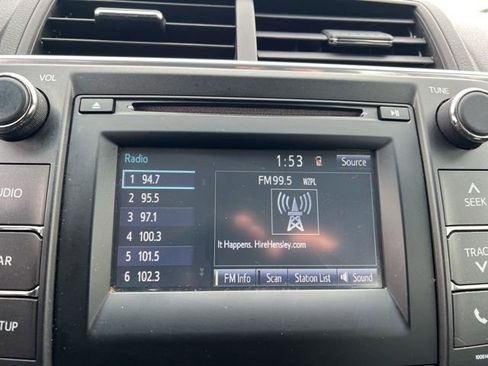 VOL
TUNE
Radio
1:53
Source
1 94.7
2 95.5
3 97.1
4 100.3
5 101.5
6 102.3
FM99.5 WZPL
It Happens. HireHensley.com
FM Info
Scan
Station List
Sound
SEEK
TRAC
UDIO
AR
TUP